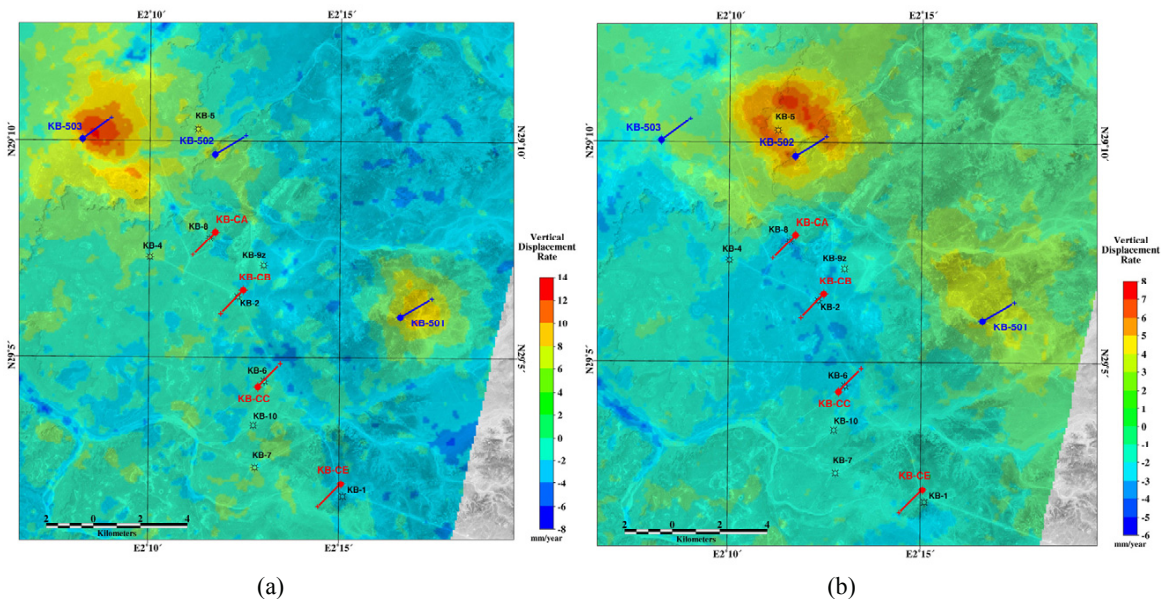 E2°10' E2°15'
KB-503
KB-5
KB-502
N29°10' N29°10'
KB-CA
KB-8
KB-4
KB-9z
KB-CB
KB-2
KB-501
N29°5' N29°5'
KB-6
KB-CC
KB-10
KB-7
KB-CE
KB-1
2 0 2 4
Kilometers
E2°10' E2°15'
Vertical
Displacement
Rate
14
12
10
8
6
4
2
0
-2
-4
-6
-8
mm/year
(a)
E2°10' E2°15'
KB-503
KB-5
KB-502
N29°10' N29°10'
KB-CA
KB-8
KB-4
KB-9z
KB-CB
KB-2
KB-501
N29°5' N29°5'
KB-6
KB-CC
KB-10
KB-7
KB-CE
KB-1
2 0 2 4
Kilometers
E2°10' E2°15'
Vertical
Displacement
Rate
8
7
6
5
4
3
2
1
0
-1
-2
-3
-4
-5
-6
mm/year
(b)